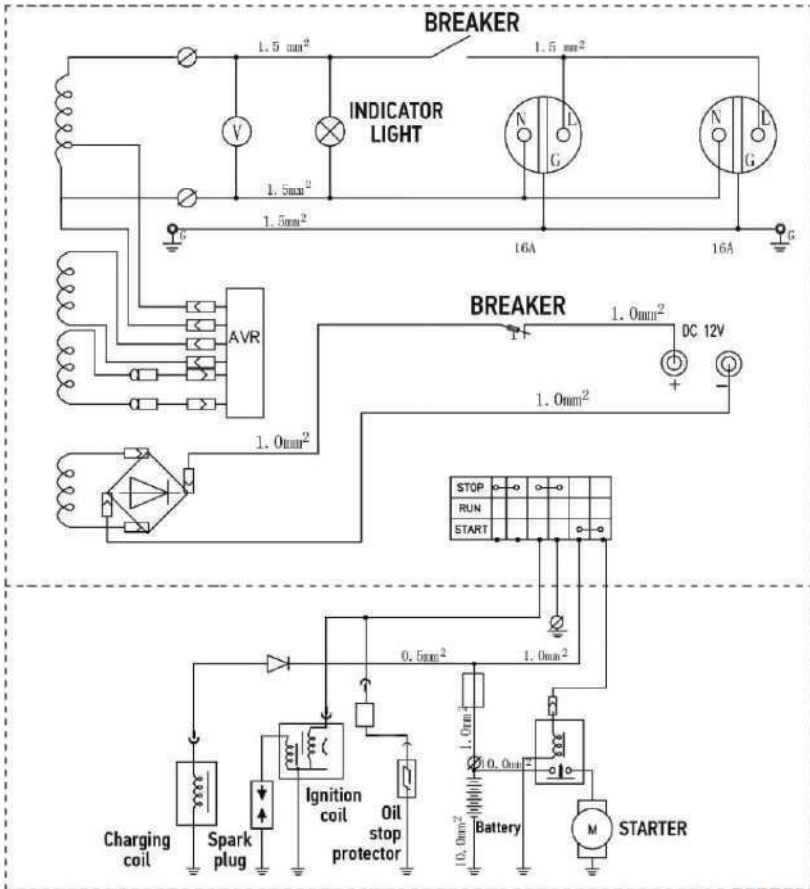 BREAKER
1.5 mm²
1.5 mm²
N
L
N
L
V
INDICATOR
LIGHT
G
G
1.5mm²
1.5mm²
G
G
16A
16A
BREAKER
1.0mm²
AVR
DC 12V
+
-
1.0mm²
1.0mm²
STOP
RUN
START
0.5mm²
1.0mm²
1.0mm²
10.0mm²
Ignition
coil
Oil
stop
protector
Charging
coil
Spark
plug
Battery
10.0mm²
M
STARTER